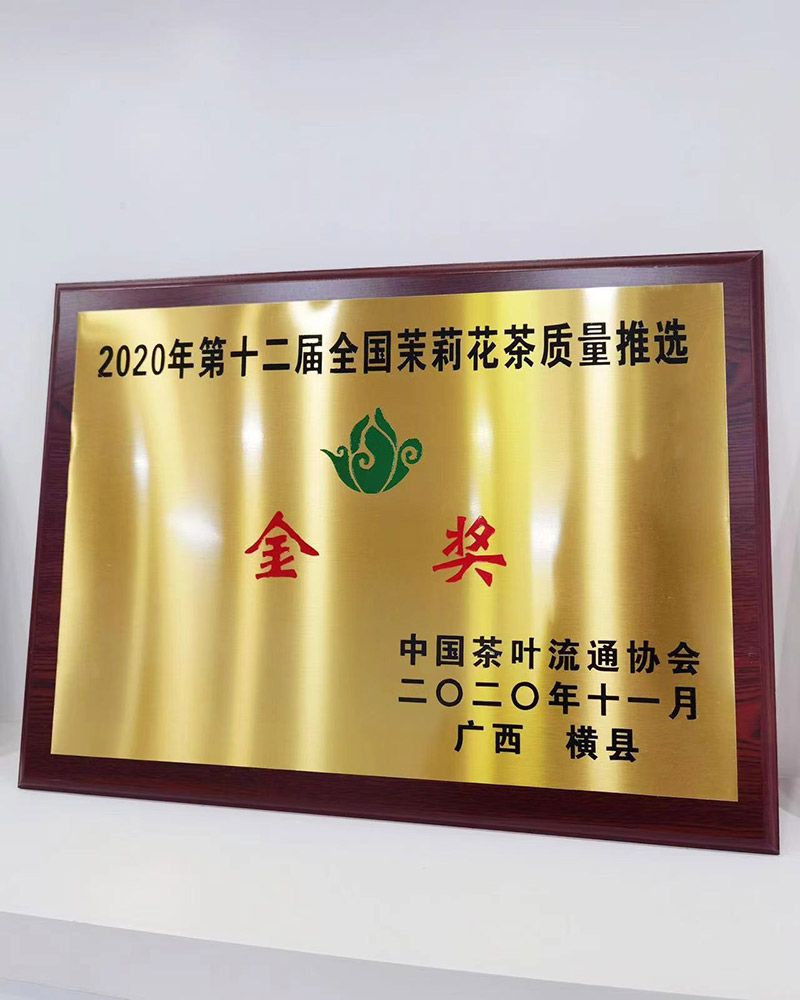 2020年第十二届全国茉莉花茶质量推选
金 奖
中国茶叶流通协会
二〇二〇年十一月
广西 横县